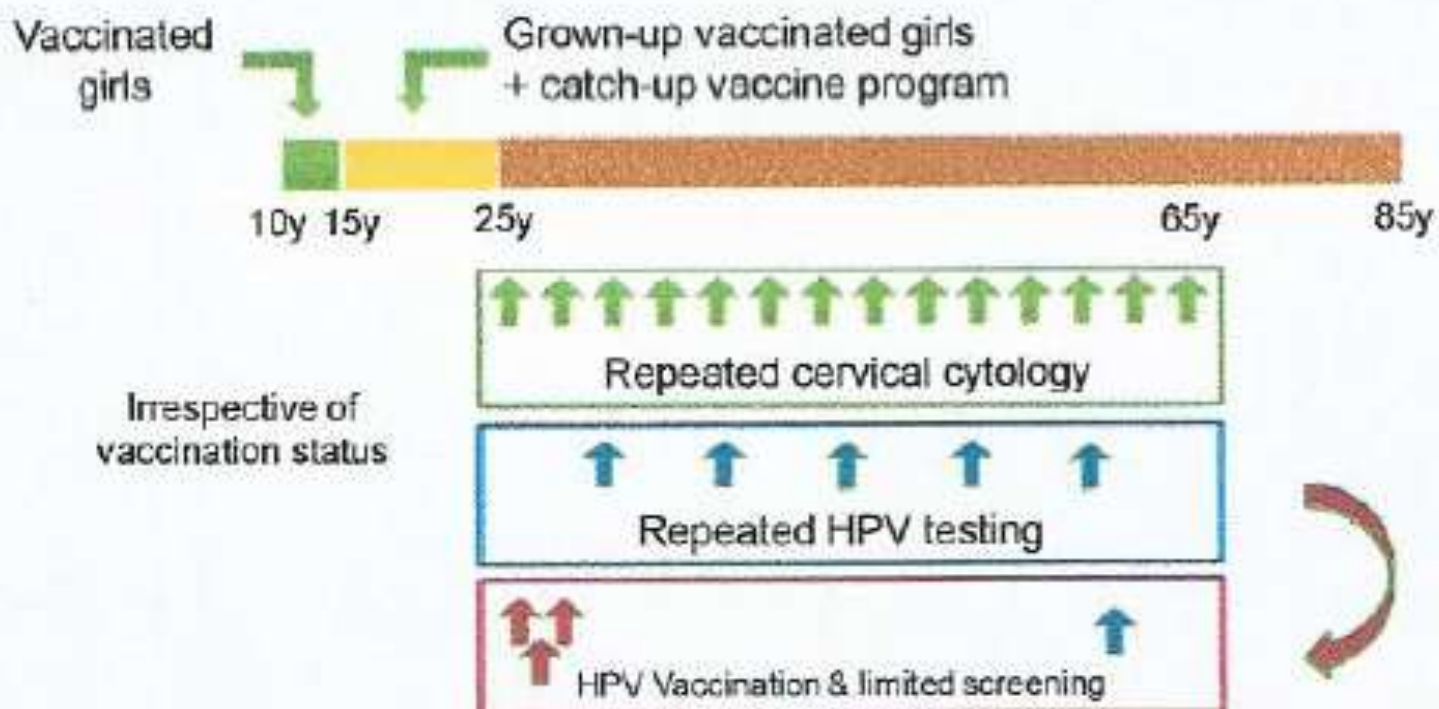 Vaccinated
girls
Grown-up vaccinated girls
+ catch-up vaccine program
10y 15y 25y 65y 85y
Repeated cervical cytology
Irrespective of
vaccination status
Repeated HPV testing
HPV Vaccination & limited screening